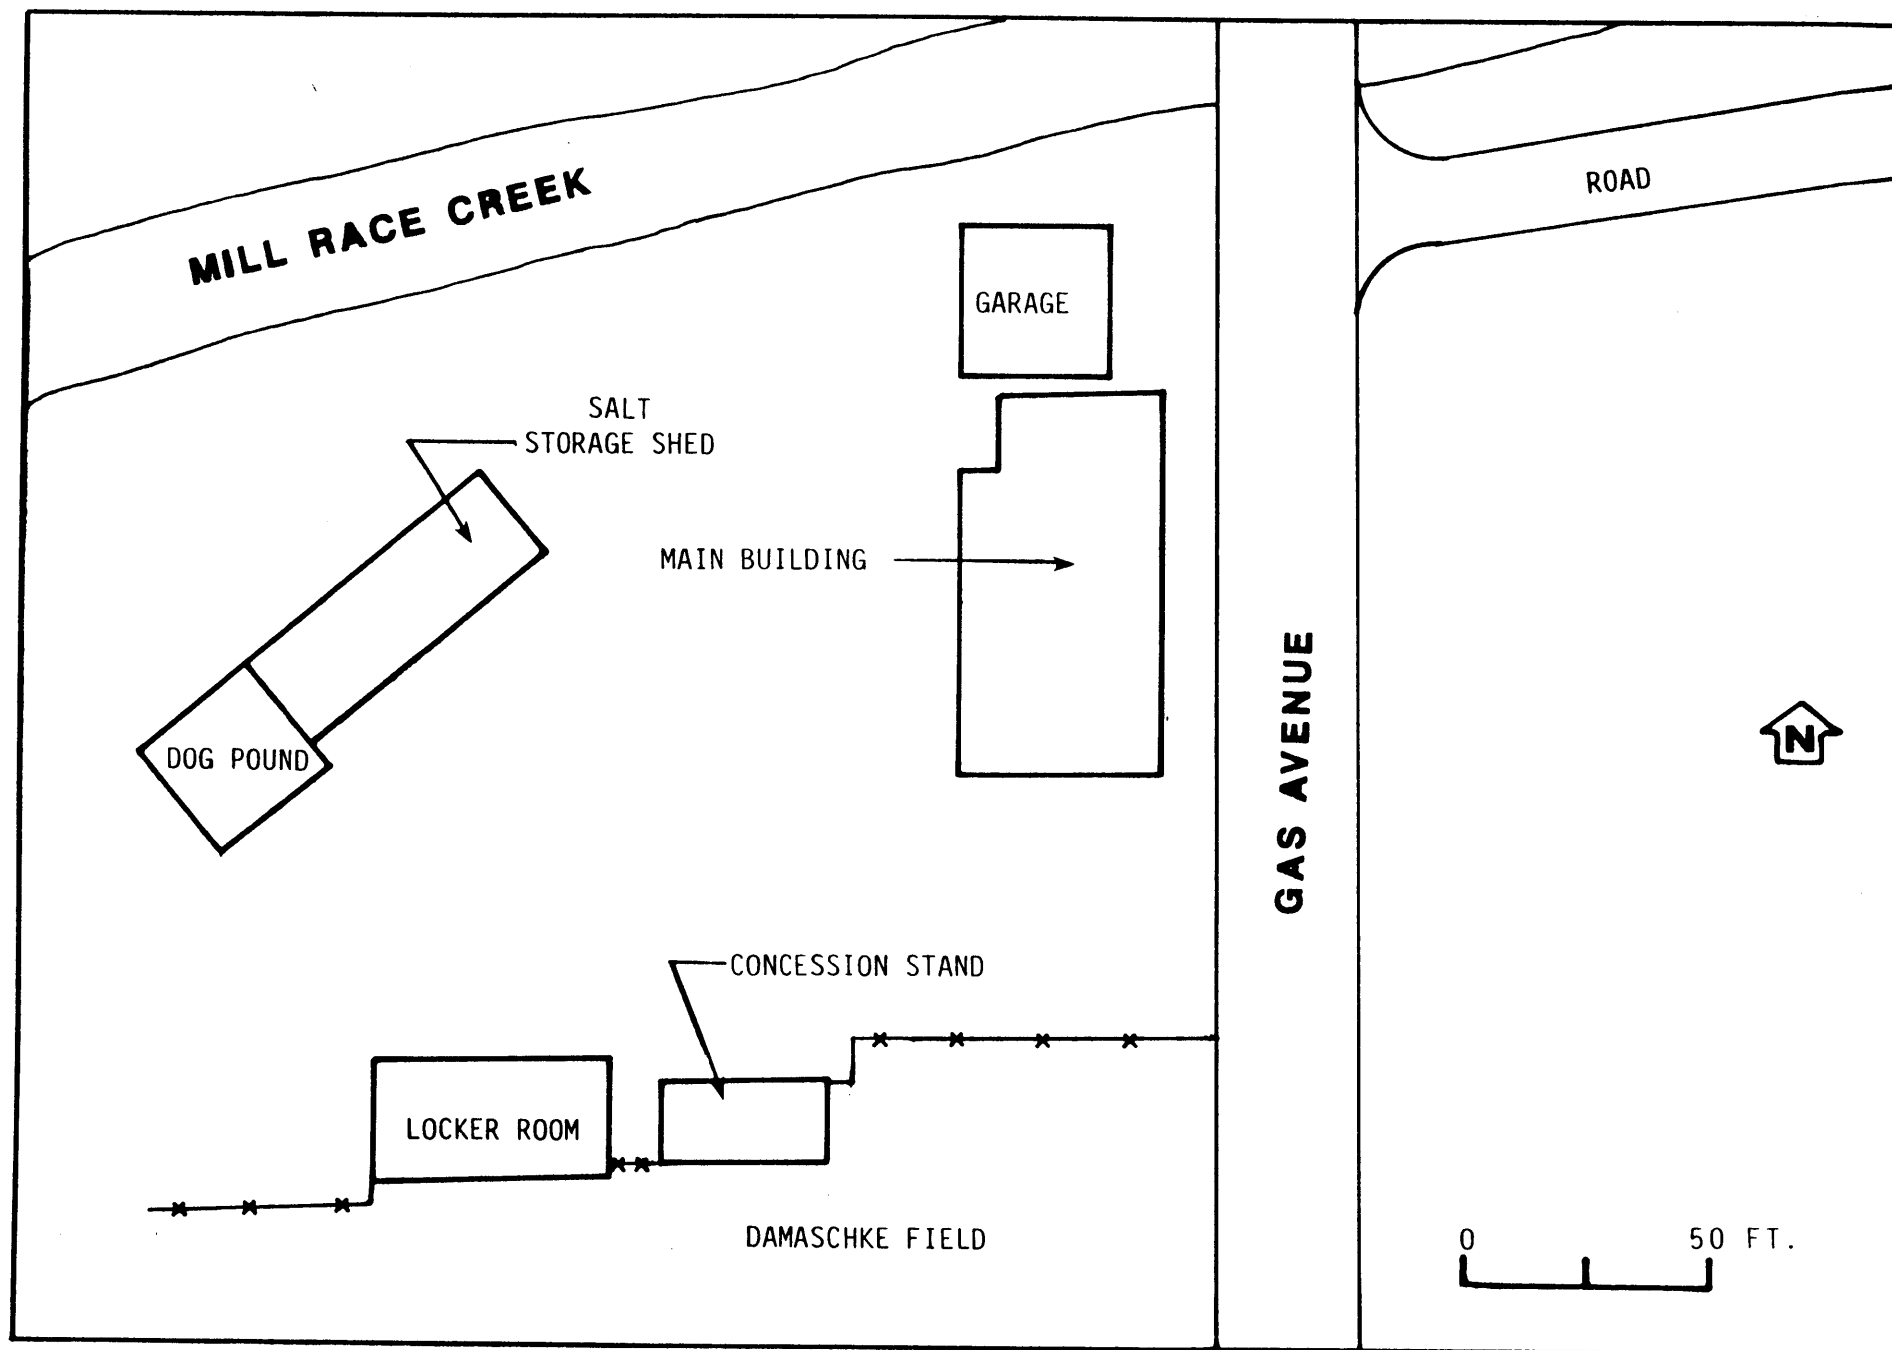 MILL RACE CREEK
ROAD
GARAGE
SALT
STORAGE SHED
MAIN BUILDING
GAS AVENUE
N
DOG POUND
CONCESSION STAND
LOCKER ROOM
DAMASCHKE FIELD
0 50 FT.